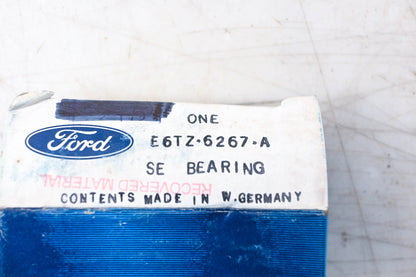 ONE
Ford
E6TZ-6267-A
SE BEARING
RECOVERED MATERIAL
CONTENTS MADE IN W.GERMANY